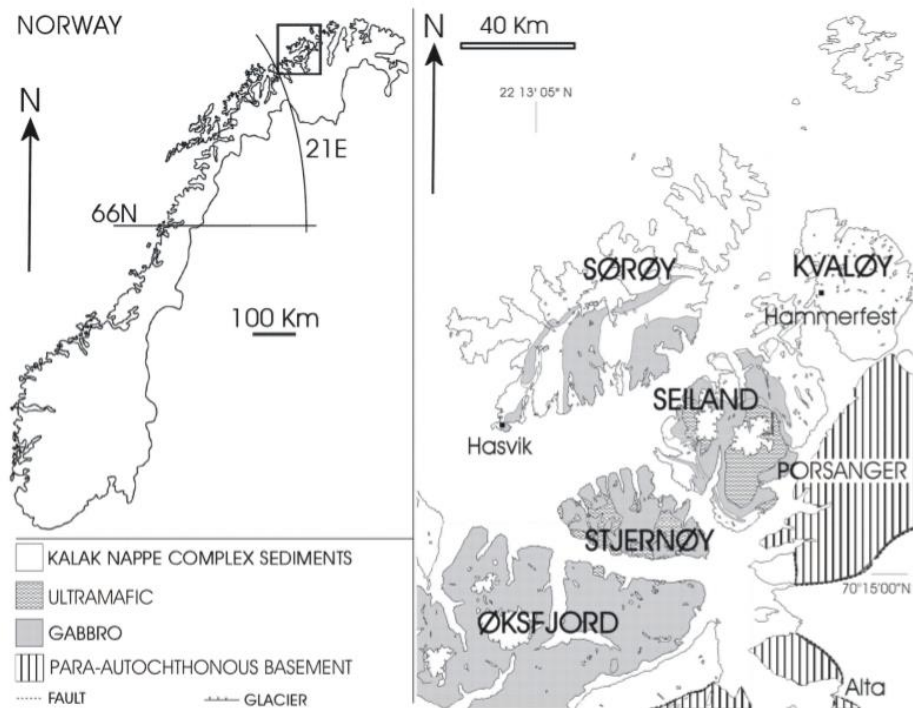 NORWAY
N
21E
66N
100 Km
KALAK NAPPE COMPLEX SEDIMENTS
ULTRAMAFIC
GABBRO
PARA-AUTOCHTHONOUS BASEMENT
FAULT
GLACIER
N
40 Km
22 13' 05" N
SØRØY
KVALØY
Hammerfest
SEILAND
Hasvik
PORSANGER
STJERNØY
70°15'00"N
ØKSFJORD
Alta